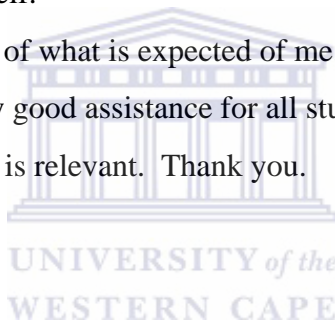 of what is expected of me
good assistance for all stu
is relevant. Thank you.
UNIVERSITY of the
WESTERN CAPE